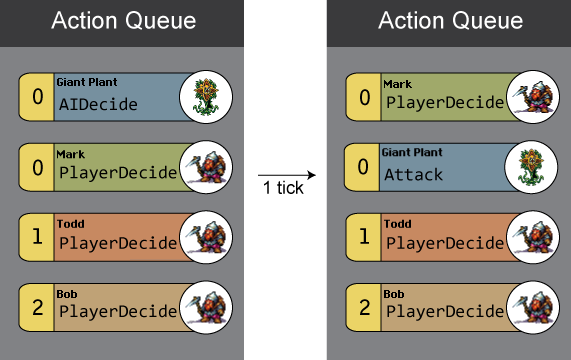 Action Queue
0
Giant Plant
AIDecide
0
Mark
PlayerDecide
1
Todd
PlayerDecide
2
Bob
PlayerDecide
1 tick
Action Queue
0
Mark
PlayerDecide
0
Giant Plant
Attack
1
Todd
PlayerDecide
2
Bob
PlayerDecide